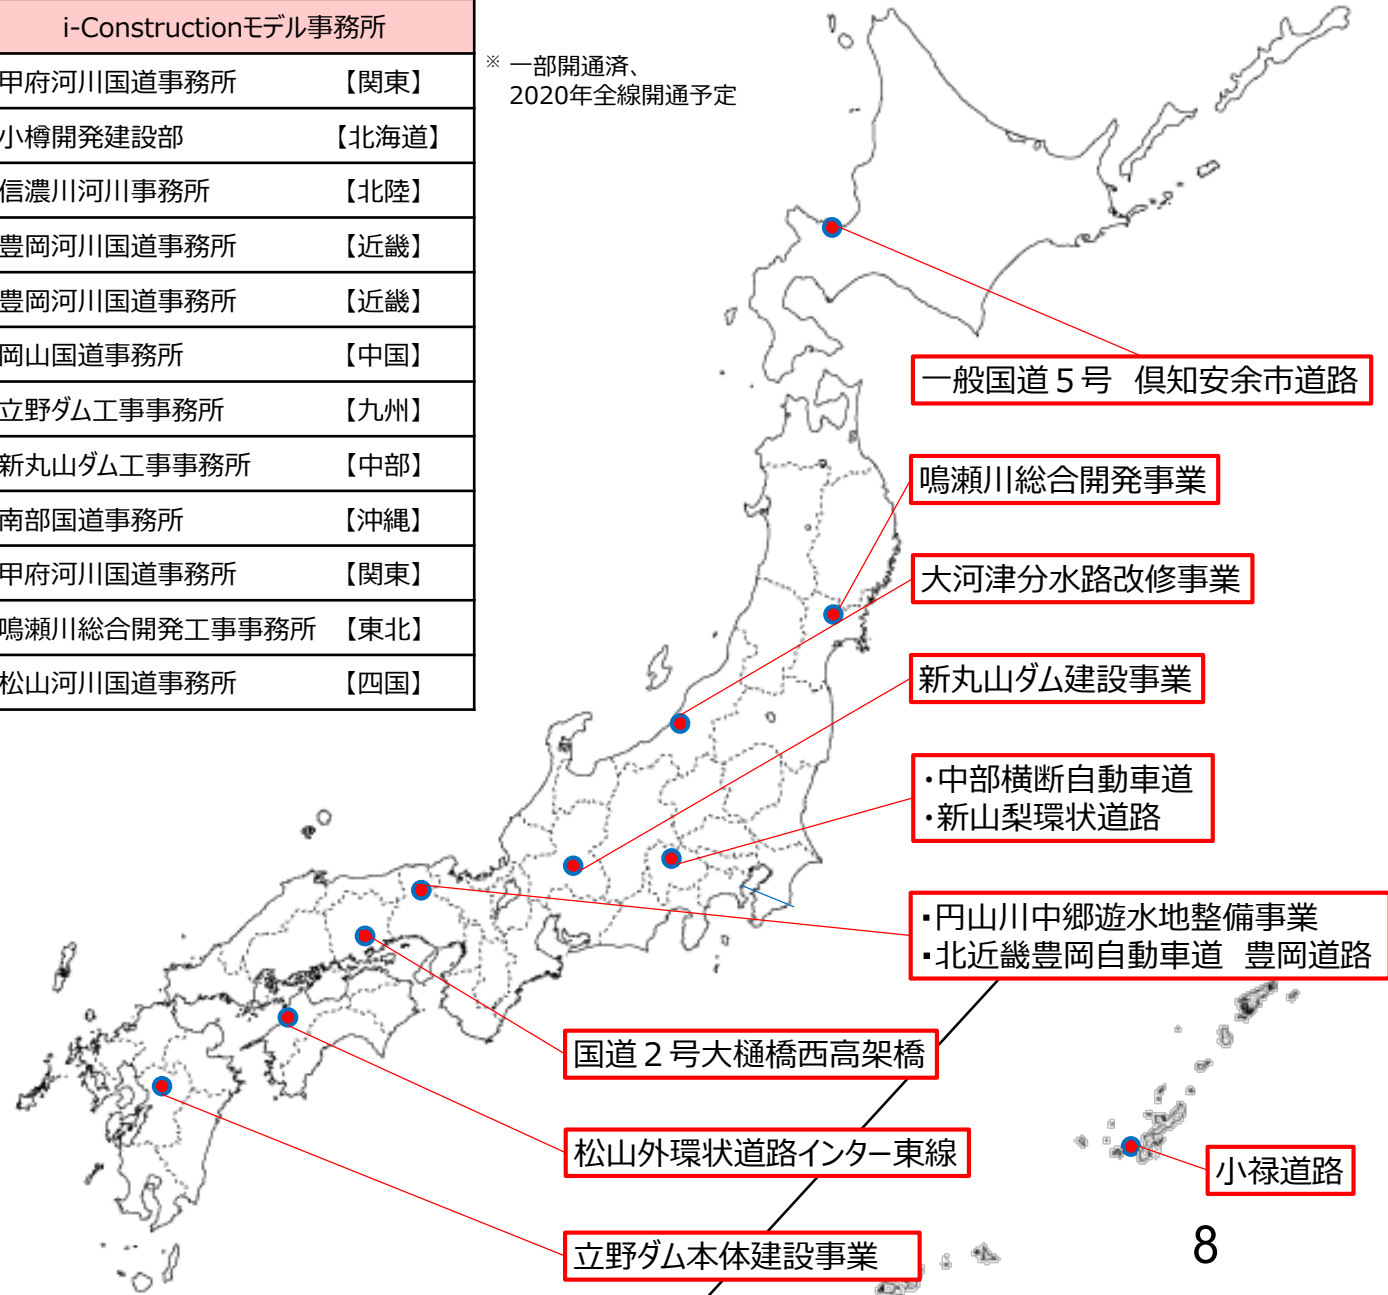 i-Constructionモデル事務所
甲府河川国道事務所 【関東】
小樽開発建設部 【北海道】
信濃川河川事務所 【北陸】
豊岡河川国道事務所 【近畿】
豊岡河川国道事務所 【近畿】
岡山国道事務所 【中国】
立野ダム工事事務所 【九州】
新丸山ダム工事事務所 【中部】
南部国道事務所 【沖縄】
甲府河川国道事務所 【関東】
鳴瀬川総合開発工事事務所 【東北】
松山河川国道事務所 【四国】
※ 一部開通済、
2020年全線開通予定
一般国道5号 倶知安余市道路
鳴瀬川総合開発事業
大河津分水路改修事業
新丸山ダム建設事業
・中部横断自動車道
・新山梨環状道路
・円山川中郷遊水地整備事業
・北近畿豊岡自動車道 豊岡道路
国道2号大樋橋西高架橋
松山外環状道路インター東線
小禄道路
立野ダム本体建設事業
8